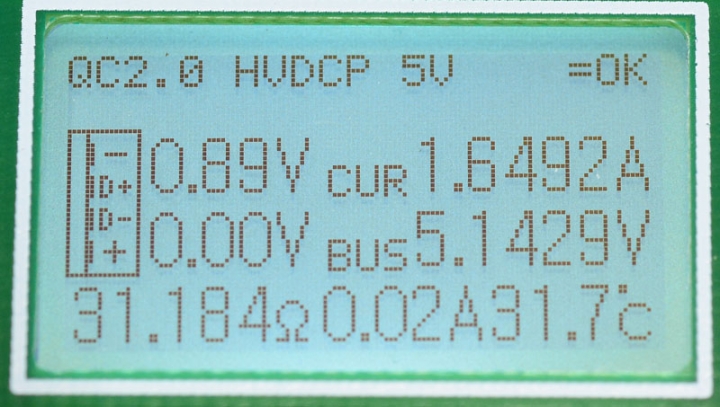 QC2.0 HVDCP 5V =OK
D+ 0.89V CUR 1.6492A
D- 0.00V BUS 5.1429V
31.184Ω 0.02A 31.7°C